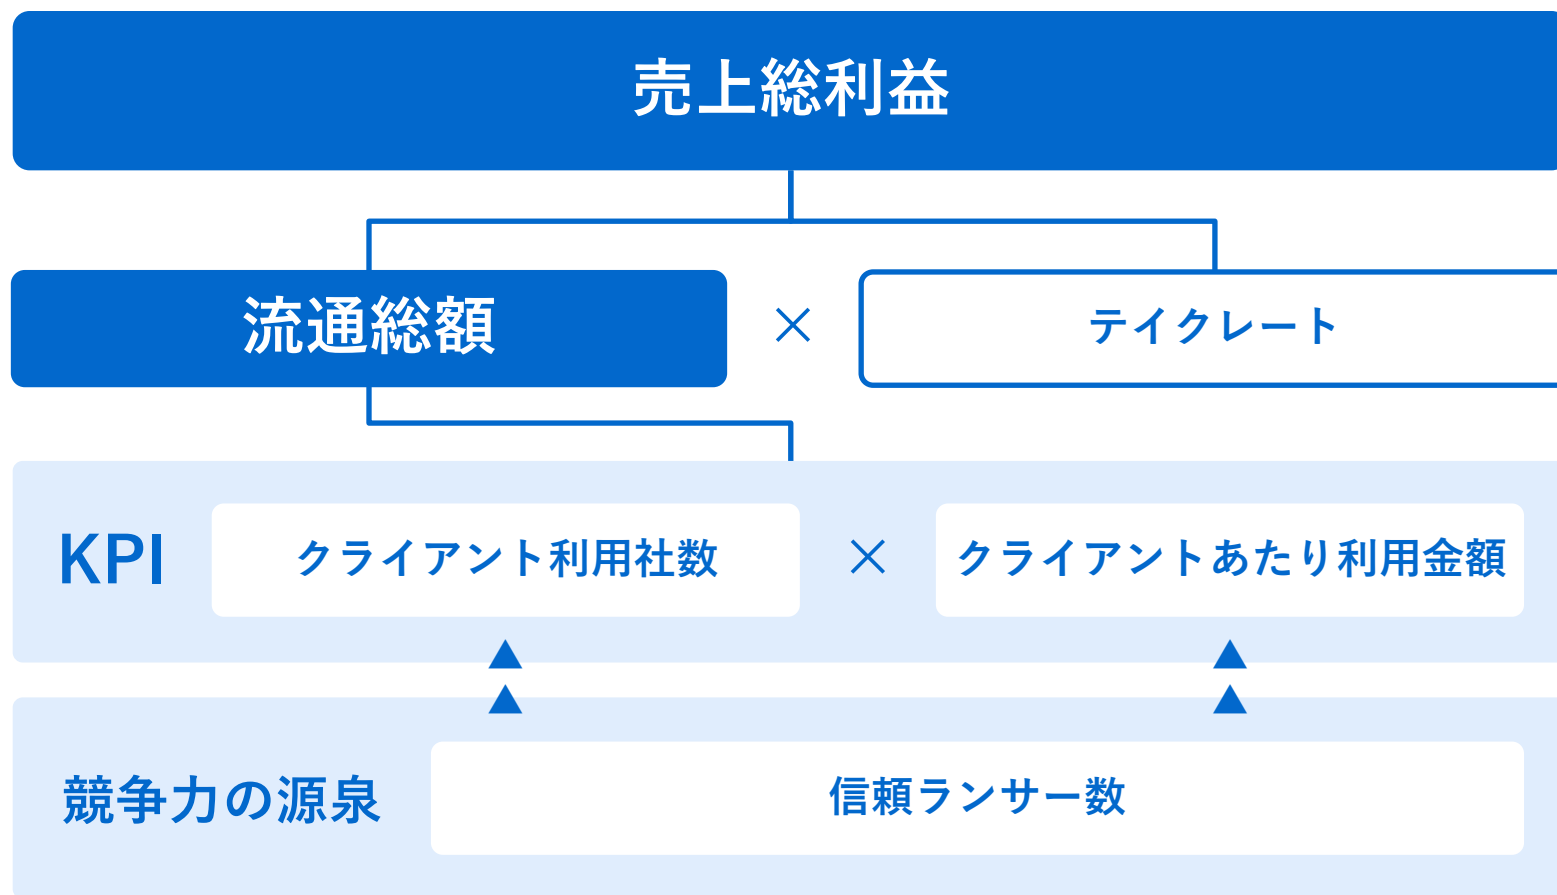 売上総利益
流通総額 × テイクレート
KPI クライアント利用社数 × クライアントあたり利用金額
競争力の源泉 信頼ランサー数